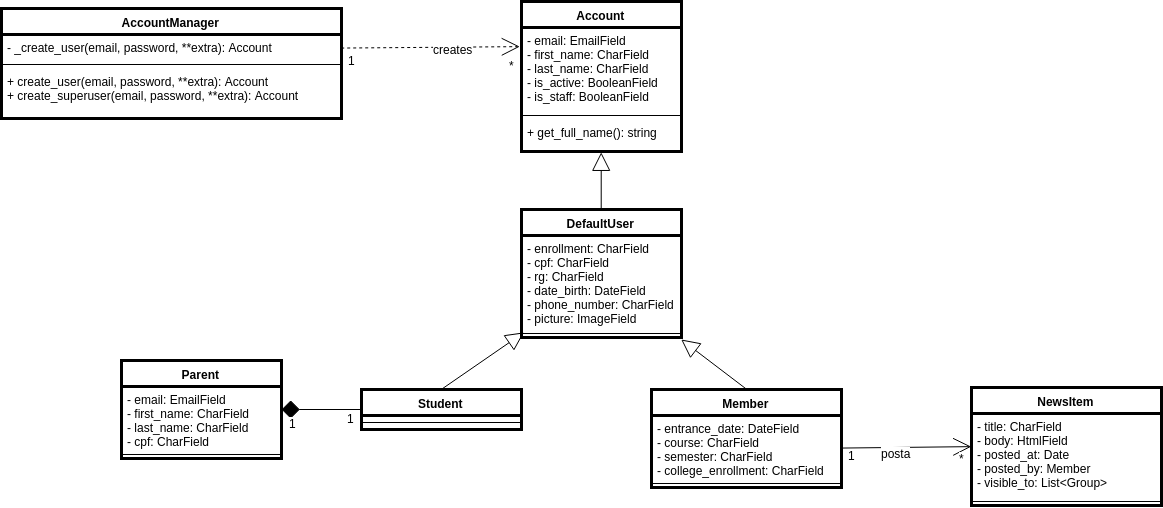 AccountManager
- _create_user(email, password, **extra): Account
+ create_user(email, password, **extra): Account
+ create_superuser(email, password, **extra): Account
1
creates
*
Account
- email: EmailField
- first_name: CharField
- last_name: CharField
- is_active: BooleanField
- is_staff: BooleanField
+ get_full_name(): string
DefaultUser
- enrollment: CharField
- cpf: CharField
- rg: CharField
- date_birth: DateField
- phone_number: CharField
- picture: ImageField
Parent
- email: EmailField
- first_name: CharField
- last_name: CharField
- cpf: CharField
1
1
Student
Member
- entrance_date: DateField
- course: CharField
- semester: CharField
- college_enrollment: CharField
1
posta
*
NewsItem
- title: CharField
- body: HtmlField
- posted_at: Date
- posted_by: Member
- visible_to: List<Group>